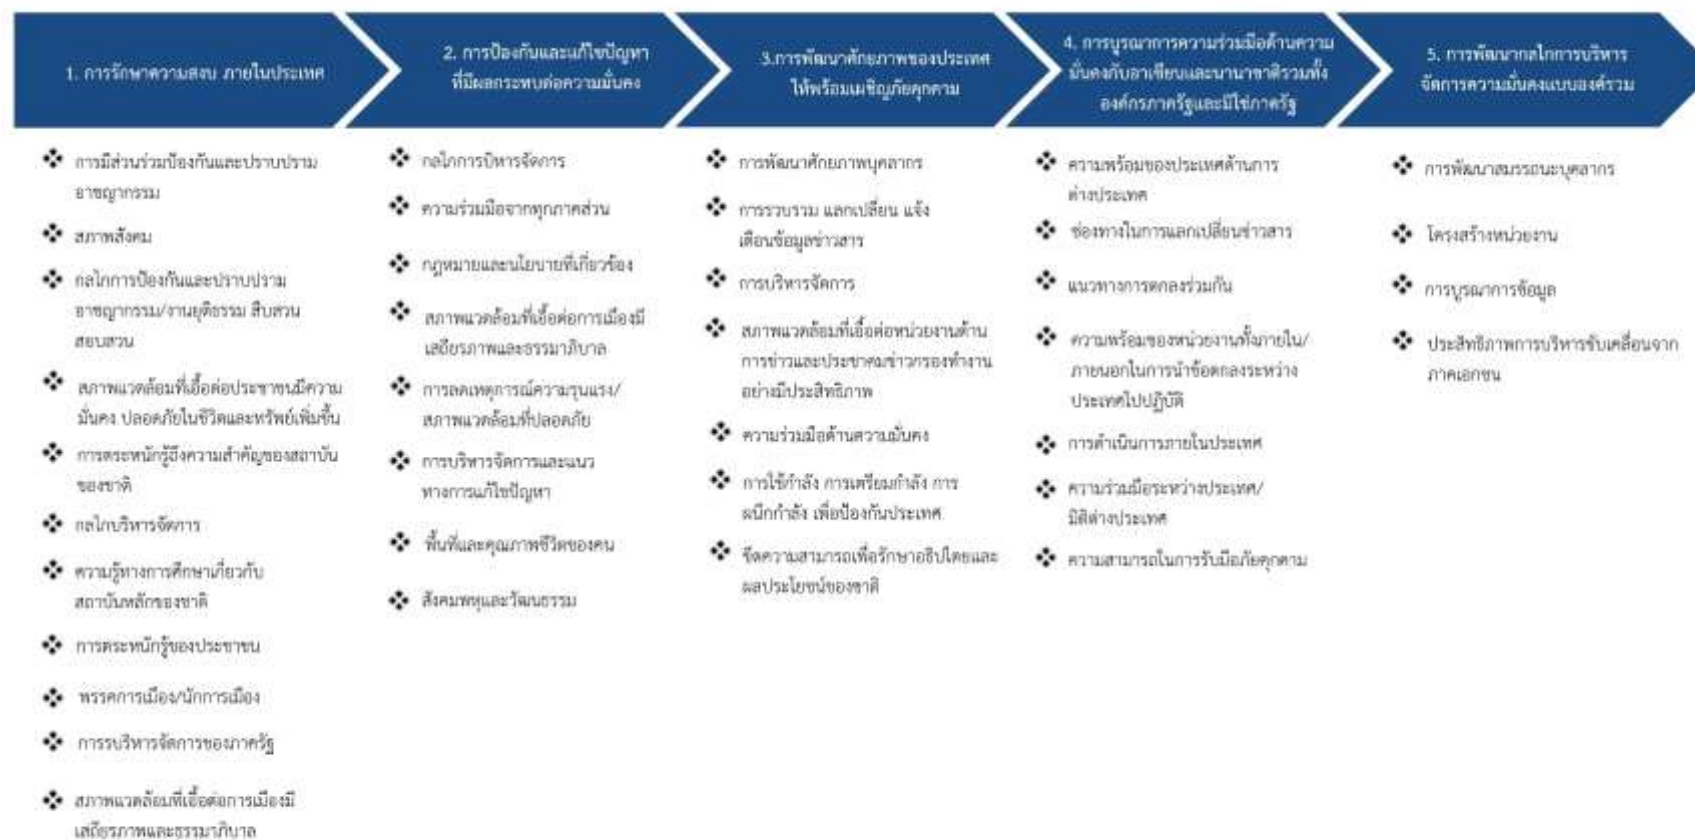 1. การรักษาความสงบ ภายในประเทศ
2. การป้องกันและแก้ไขปัญหา
ที่มีผลกระทบต่อความมั่นคง
3.การพัฒนาศักยภาพของประเทศ
ให้พร้อมเผชิญภัยคุกคาม
4. การบูรณาการความร่วมมือด้านความ
มั่นคงกับอาเซียนและนานาชาติรวมทั้ง
องค์กรภาครัฐและมิใช่ภาครัฐ
5. การพัฒนากลไกการบริหาร
จัดการความมั่นคงแบบองค์รวม
การมีส่วนร่วมป้องกันและปราบปราม
อาชญากรรม
สภาพสังคม
กลไกการป้องกันและปราบปราม
อาชญากรรม/งานยุติธรรม สืบสวน
สอบสวน
สภาพแวดล้อมที่เอื้อต่อประชาชนมีความ
มั่นคง ปลอดภัยในชีวิตและทรัพย์เพิ่มขึ้น
การตระหนักรู้ถึงความสำคัญของสถาบัน
ของชาติ
กลไกบริหารจัดการ
ความรู้ทางการศึกษาเกี่ยวกับ
สถาบันหลักของชาติ
การตระหนักรู้ของประชาชน
พรรคการเมือง/นักการเมือง
การรบริหารจัดการของภาครัฐ
สภาพแวดล้อมที่เอื้อต่อการเมืองมี
เสถียรภาพและธรรมาภิบาล
กลไกการบิหารจัดการ
ความร่วมมือจากทุกภาคส่วน
กฎหมายและนโยบายที่เกี่ยวข้อง
สภาพแวดล้อมที่เอื้อต่อการเมืองมี
เสถียรภาพและธรรมาภิบาล
การลดเหตุการณ์ความรุนแรง/
สภาพแวดล้อมที่ปลอดภัย
การบริหารจัดการและแนว
ทางการแก้ไขปัญหา
พื้นที่และคุณภาพชีวิตของคน
สังคมพหุและวัฒนธรรม
การพัฒนาศักยภาพบุคลากร
การรวบรวม แลกเปลี่ยน แจ้ง
เตือนข้อมูลข่าวสาร
การบริหารจัดการ
สภาพแวดล้อมที่เอื้อต่อหน่วยงานด้าน
การข่าวและประชาคมข่าวกรองทำงาน
อย่างมีประสิทธิภาพ
ความร่วมมือด้านความมั่นคง
การใช้กำลัง การเตรียมกำลัง การ
ผนึกกำลัง เพื่อป้องกันประเทศ
ขีดความสามารถเพื่อรักษาอธิปไตยและ
ผลประโยชน์ของชาติ
ความพร้อมของประเทศด้านการ
ต่างประเทศ
ช่องทางในการแลกเปลี่ยนข่าวสาร
แนวทางการตกลงร่วมกัน
ความพร้อมของหน่วยงานทั้งภายใน/
ภายนอกในการนำข้อตกลงระหว่าง
ประเทศไปปฏิบัติ
การดำเนินการภายในประเทศ
ความร่วมมือระหว่างประเทศ/
มิติต่างประเทศ
ความสามารถในการรับมือภัยคุกคาม
การพัฒนาสมรรถนะบุคลากร
โครงสร้างหน่วยงาน
การบูรณาการข้อมูล
ประสิทธิภาพการบริหารขับเคลื่อนจาก
ภาคเอกชน